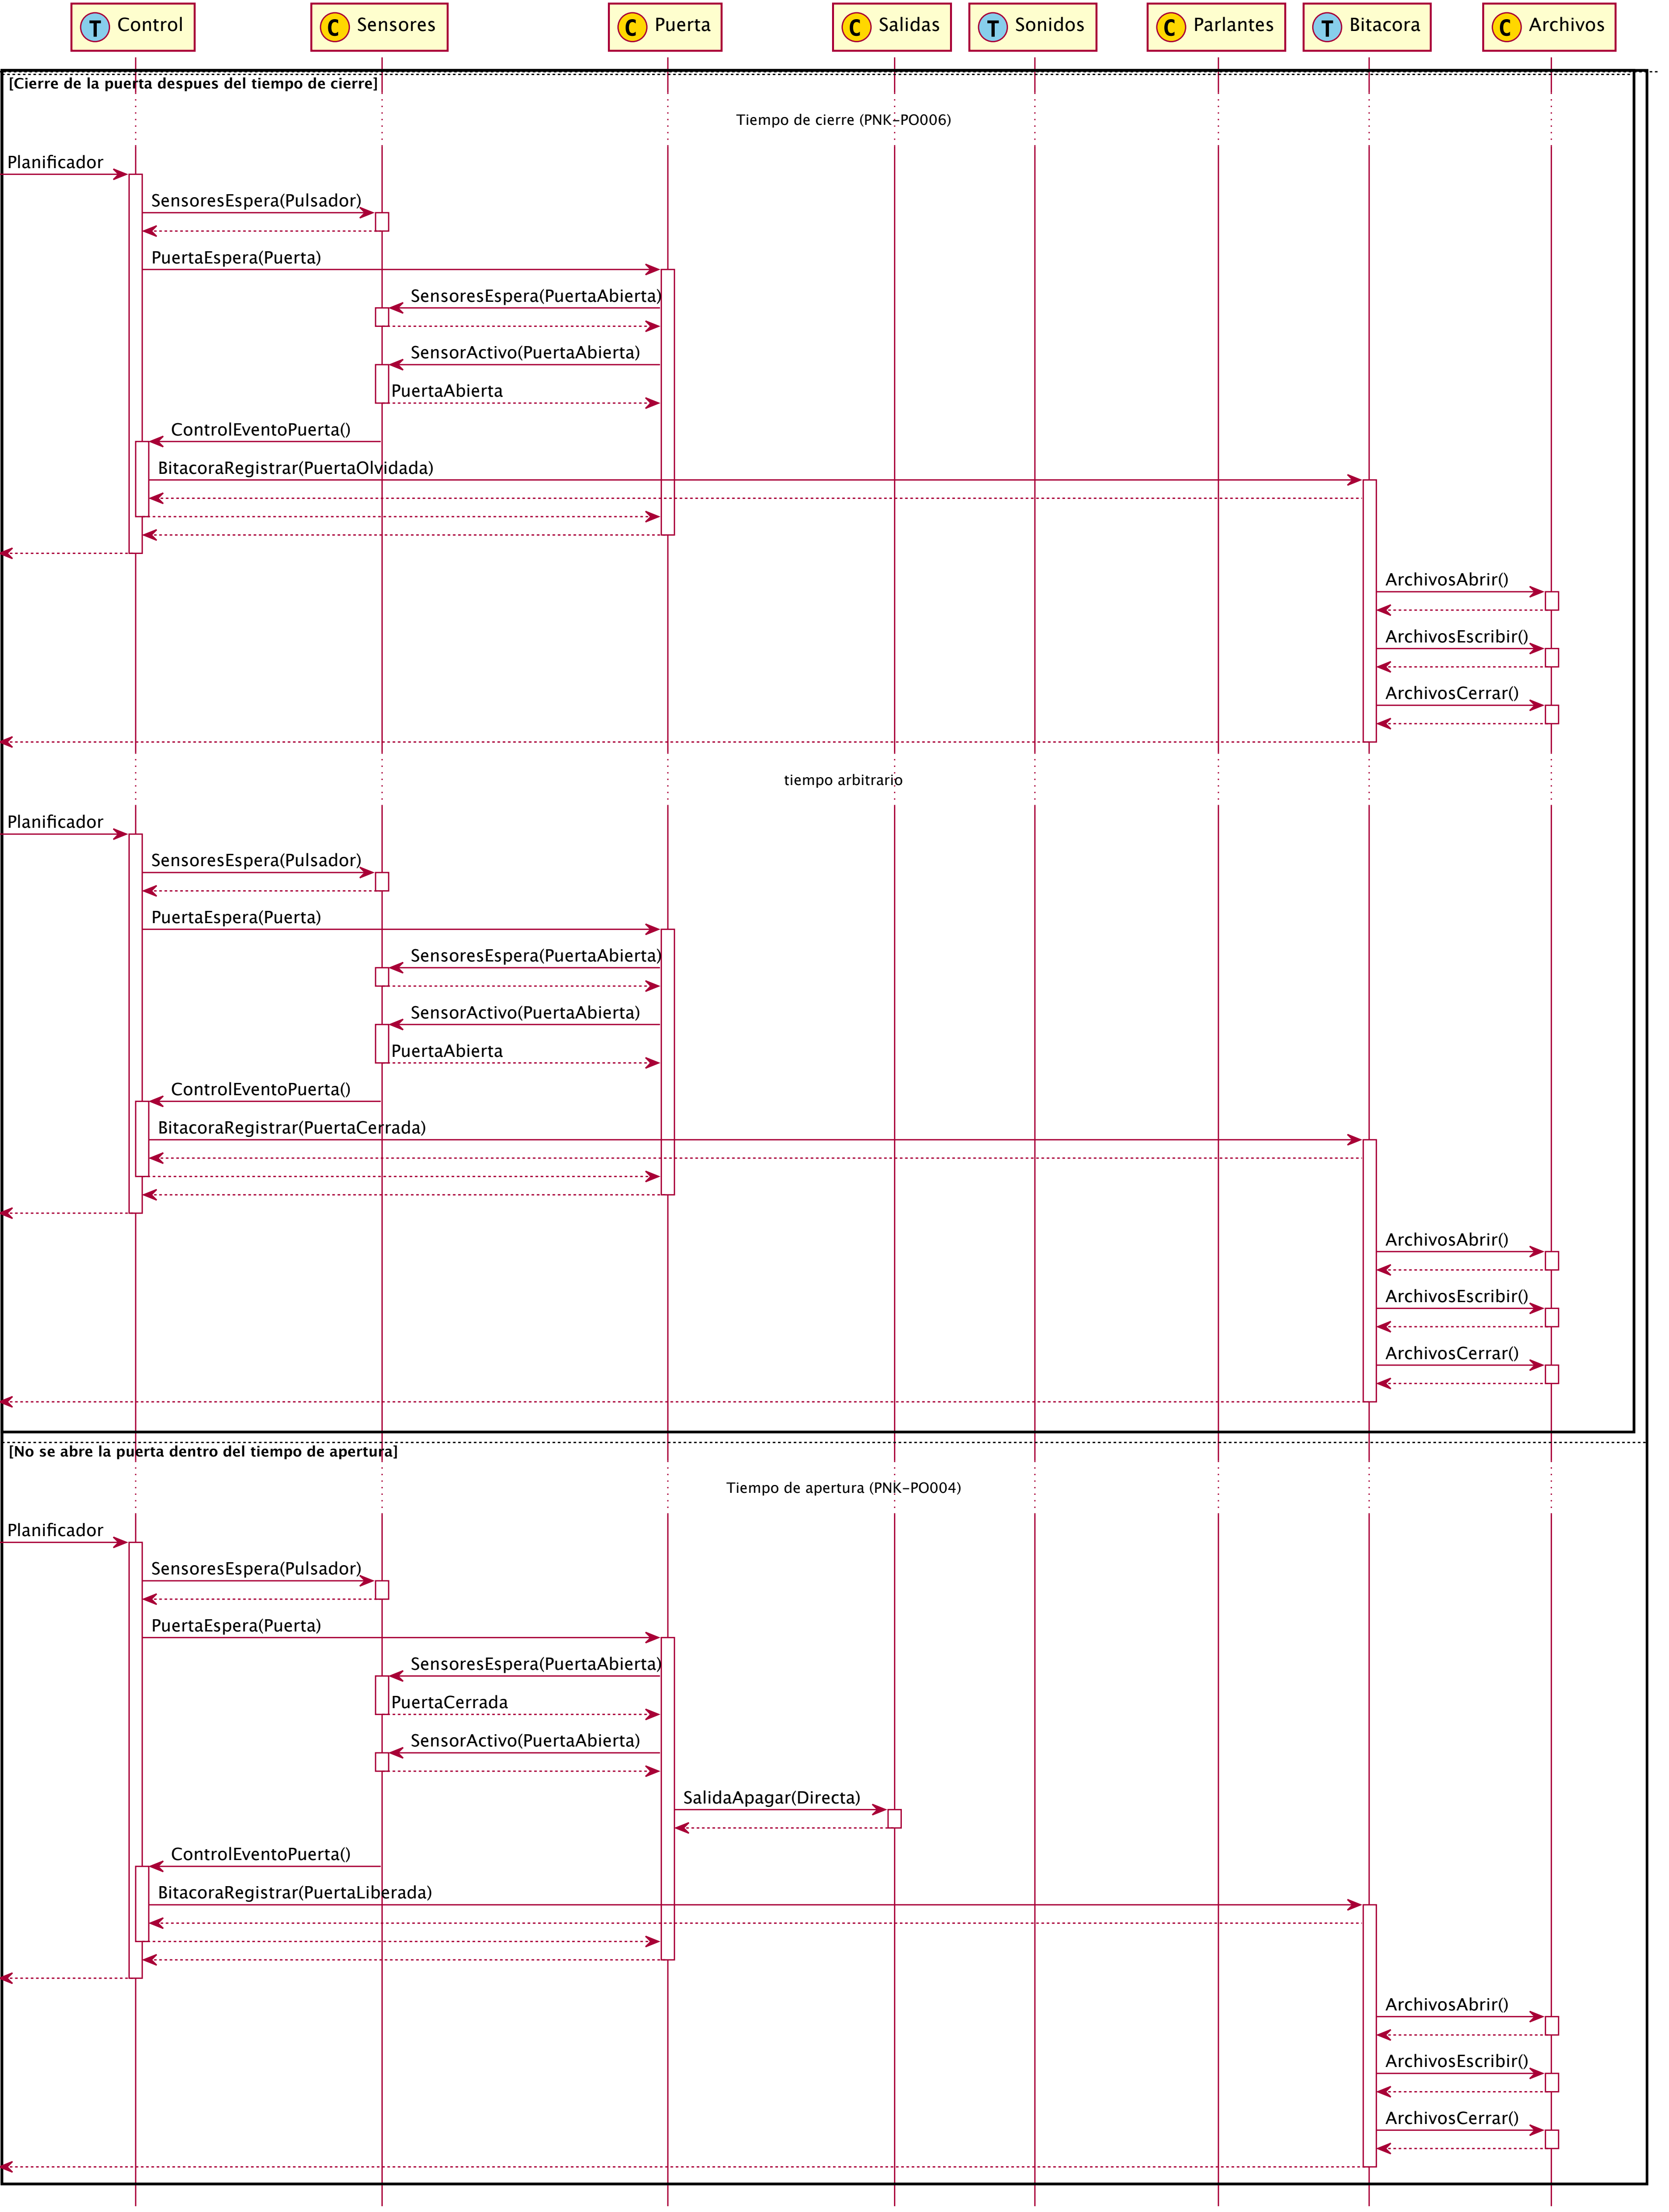 T Control
C Sensores
C Puerta
C Salidas
T Sonidos
C Parlantes
T Bitacora
C Archivos
[Cierre de la puerta despues del tiempo de cierre]
Tiempo de cierre (PNK-PO006)
Planificador
SensoresEspera(Pulsador)
PuertaEspera(Puerta)
SensoresEspera(PuertaAbierta)
SensorActivo(PuertaAbierta)
PuertaAbierta
ControlEventoPuerta()
BitacoraRegistrar(PuertaOlvidada)
ArchivosAbrir()
ArchivosEscribir()
ArchivosCerrar()
tiempo arbitrario
Planificador
SensoresEspera(Pulsador)
PuertaEspera(Puerta)
SensoresEspera(PuertaAbierta)
SensorActivo(PuertaAbierta)
PuertaAbierta
ControlEventoPuerta()
BitacoraRegistrar(PuertaCerrada)
ArchivosAbrir()
ArchivosEscribir()
ArchivosCerrar()
[No se abre la puerta dentro del tiempo de apertura]
Tiempo de apertura (PNK-PO004)
Planificador
SensoresEspera(Pulsador)
PuertaEspera(Puerta)
SensoresEspera(PuertaAbierta)
PuertaCerrada
SensorActivo(PuertaAbierta)
SalidaApagar(Directa)
ControlEventoPuerta()
BitacoraRegistrar(PuertaLiberada)
ArchivosAbrir()
ArchivosEscribir()
ArchivosCerrar()